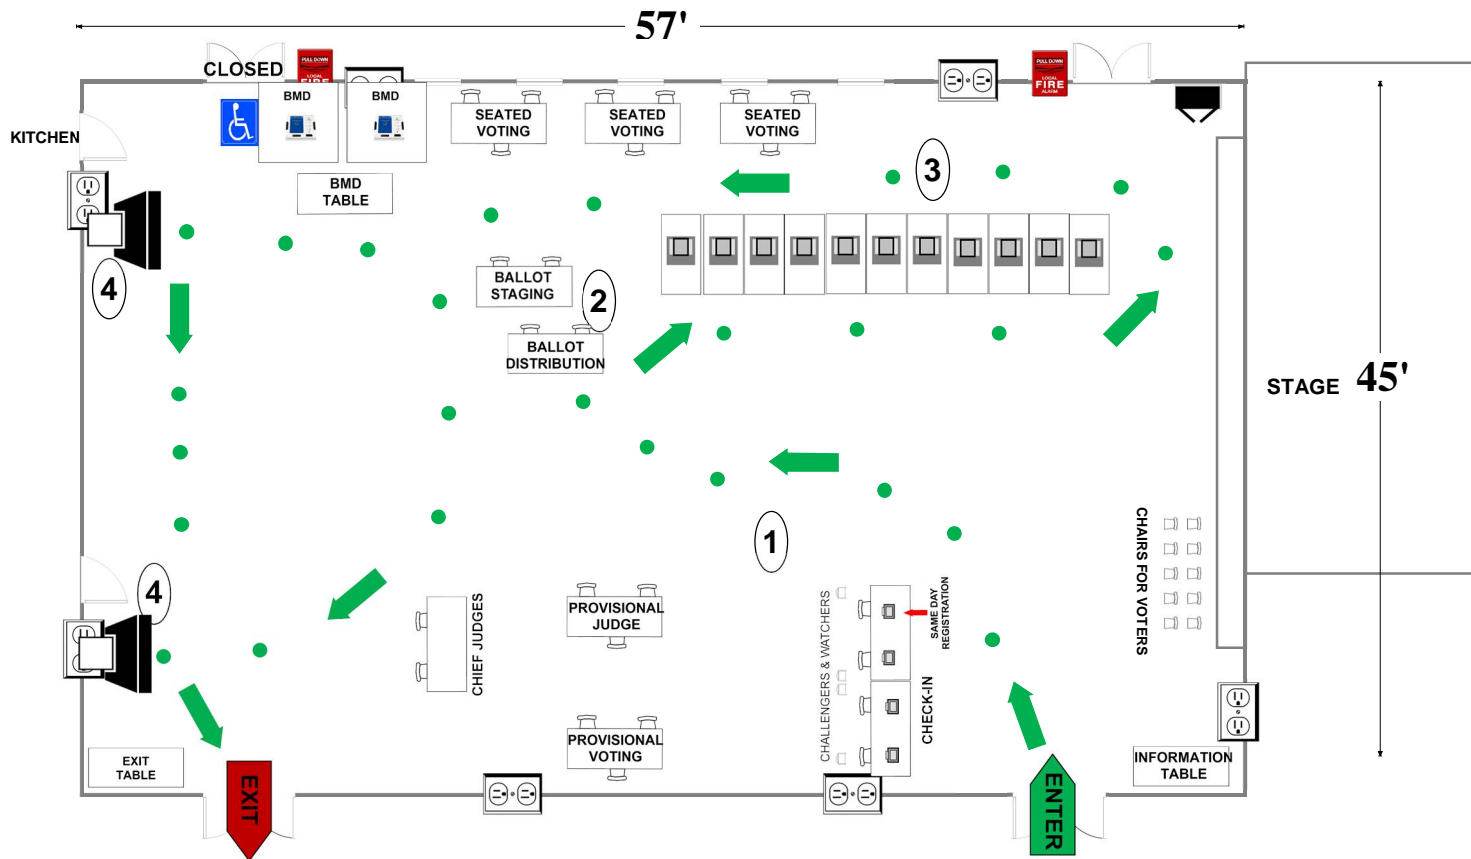 57'
CLOSED
PULL DOWN
LOCAL
FIRE
PULL DOWN
LOCAL
FIRE
ALARM
KITCHEN
BMD
BMD
SEATED
VOTING
SEATED
VOTING
SEATED
VOTING
BMD
TABLE
3
4
BALLOT
STAGING
2
BALLOT
DISTRIBUTION
STAGE
45'
1
4
CHIEF JUDGES
PROVISIONAL
JUDGE
CHALLENGERS & WATCHERS
SAME DAY
REGISTRATION
CHECK-IN
CHAIRS FOR VOTERS
PROVISIONAL
VOTING
EXIT
TABLE
EXIT
ENTER
INFORMATION
TABLE